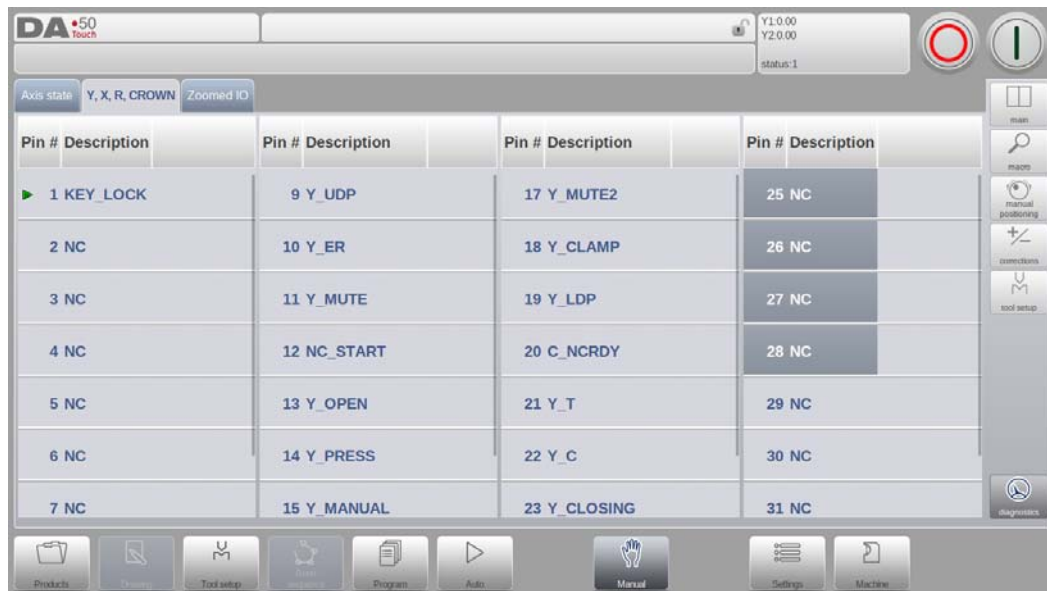 DA•50
Touch
Y1:0.00
Y2:0.00
status:1
Axis state Y, X, R, CROWN Zoomed IO
Pin # Description Pin # Description Pin # Description Pin # Description
1 KEY_LOCK 9 Y_UDP 17 Y_MUTE2 25 NC
2 NC 10 Y_ER 18 Y_CLAMP 26 NC
3 NC 11 Y_MUTE 19 Y_LDP 27 NC
4 NC 12 NC_START 20 C_NCRDY 28 NC
5 NC 13 Y_OPEN 21 Y_T 29 NC
6 NC 14 Y_PRESS 22 Y_C 30 NC
7 NC 15 Y_MANUAL 23 Y_CLOSING 31 NC
main
macro
manual
positioning
corrections
tool setup
diagnostics
Products Drawing Tool setup Program Auto Manual Settings Machine